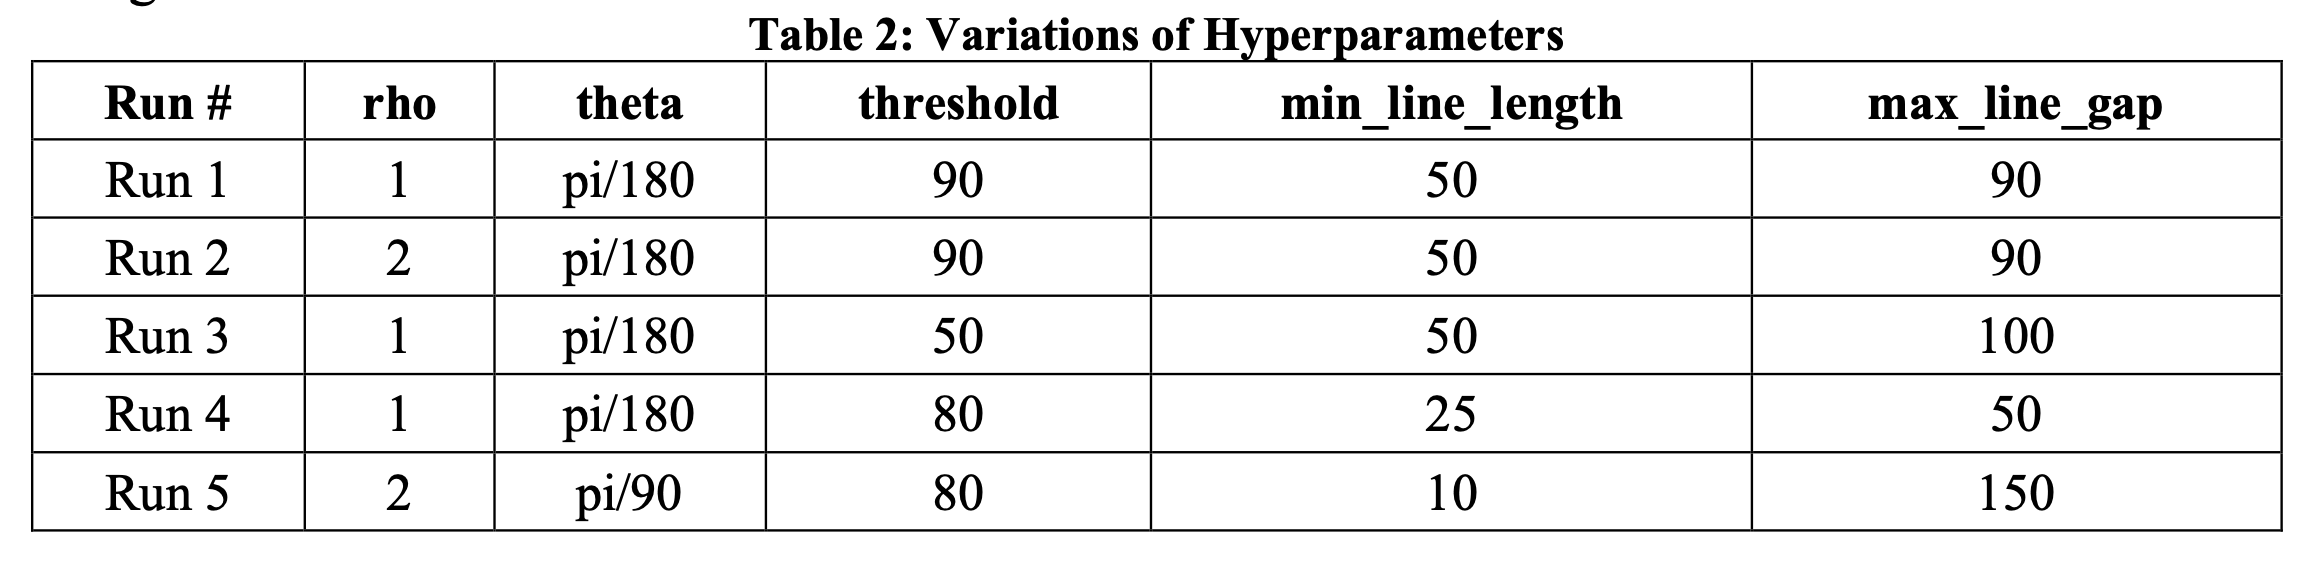 Table 2: Variations of Hyperparameters
Run # rho theta threshold min_line_length max_line_gap
Run 1 1 pi/180 90 50 90
Run 2 2 pi/180 90 50 90
Run 3 1 pi/180 50 50 100
Run 4 1 pi/180 80 25 50
Run 5 2 pi/90 80 10 150